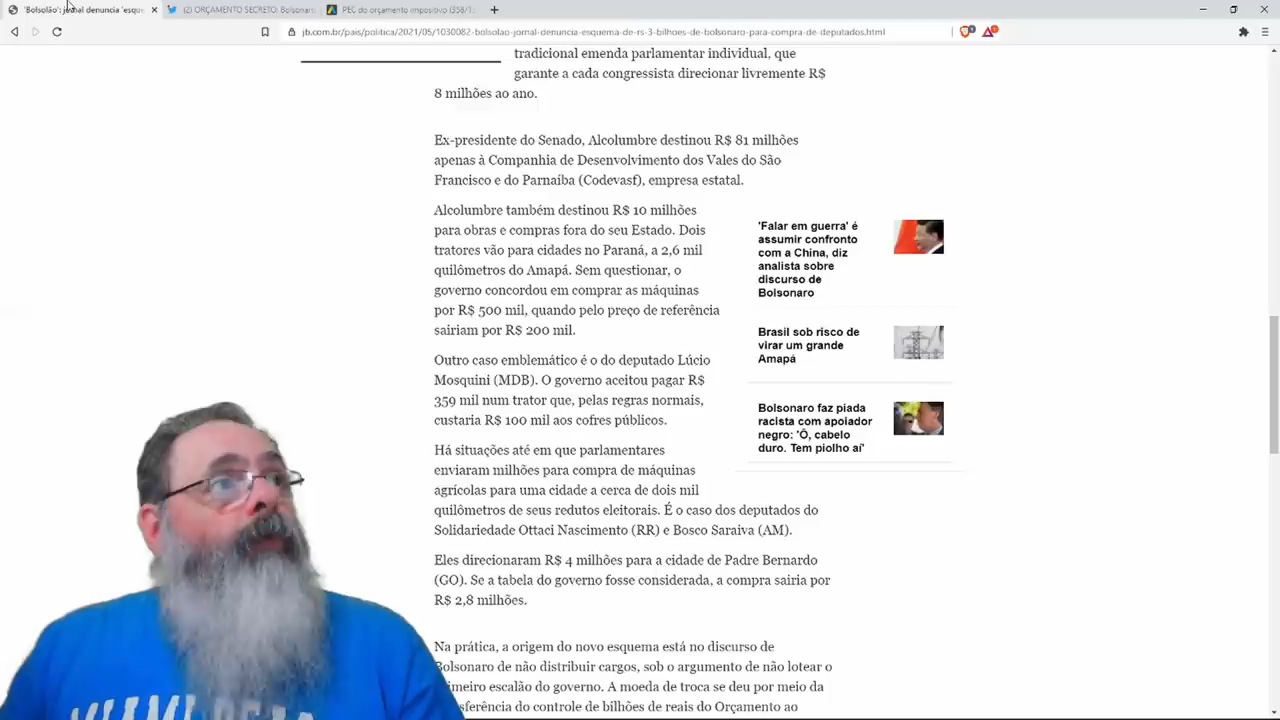 'Bolsolão': jornal denuncia 'esqu
(2) ORÇAMENTO SECRETO: Bolsonaro
PEC do orçamento impositivo (358/1
jb.com.br/pais/politica/2021/05/1030082-bolsolao-jornal-denuncia-esquema-de-rs-3-bilhoes-de-bolsonaro-para-compra-de-deputados.html
tradicional emenda parlamentar individual, que
garante a cada congressista direcionar livremente R$
8 milhões ao ano.
Ex-presidente do Senado, Alcolumbre destinou R$ 81 milhões
apenas à Companhia de Desenvolvimento dos Vales do São
Francisco e do Parnaíba (Codevasf), empresa estatal.
Alcolumbre também destinou R$ 10 milhões
para obras e compras fora do seu Estado. Dois
tratores vão para cidades no Paraná, a 2,6 mil
quilômetros do Amapá. Sem questionar, o
governo concordou em comprar as máquinas
por R$ 500 mil, quando pelo preço de referência
sairiam por R$ 200 mil.
Outro caso emblemático é o do deputado Lúcio
Mosquini (MDB). O governo aceitou pagar R$
359 mil num trator que, pelas regras normais,
custaria R$ 100 mil aos cofres públicos.
Há situações até em que parlamentares
enviaram milhões para compra de máquinas
agrícolas para uma cidade a cerca de dois mil
quilômetros de seus redutos eleitorais. É o caso dos deputados do
Solidariedade Ottaci Nascimento (RR) e Bosco Saraiva (AM).
Eles direcionaram R$ 4 milhões para a cidade de Padre Bernardo
(GO). Se a tabela do governo fosse considerada, a compra sairia por
R$ 2,8 milhões.
Na prática, a origem do novo esquema está no discurso de
Bolsonaro de não distribuir cargos, sob o argumento de não lotear o
imeiro escalão do governo. A moeda de troca se deu por meio da
sferência do controle de bilhões de reais do Orçamento ao
'Falar em guerra' é
assumir confronto
com a China, diz
analista sobre
discurso de
Bolsonaro
Brasil sob risco de
virar um grande
Amapá
Bolsonaro faz piada
racista com apoiador
negro: 'Ô, cabelo
duro. Tem piolho aí'